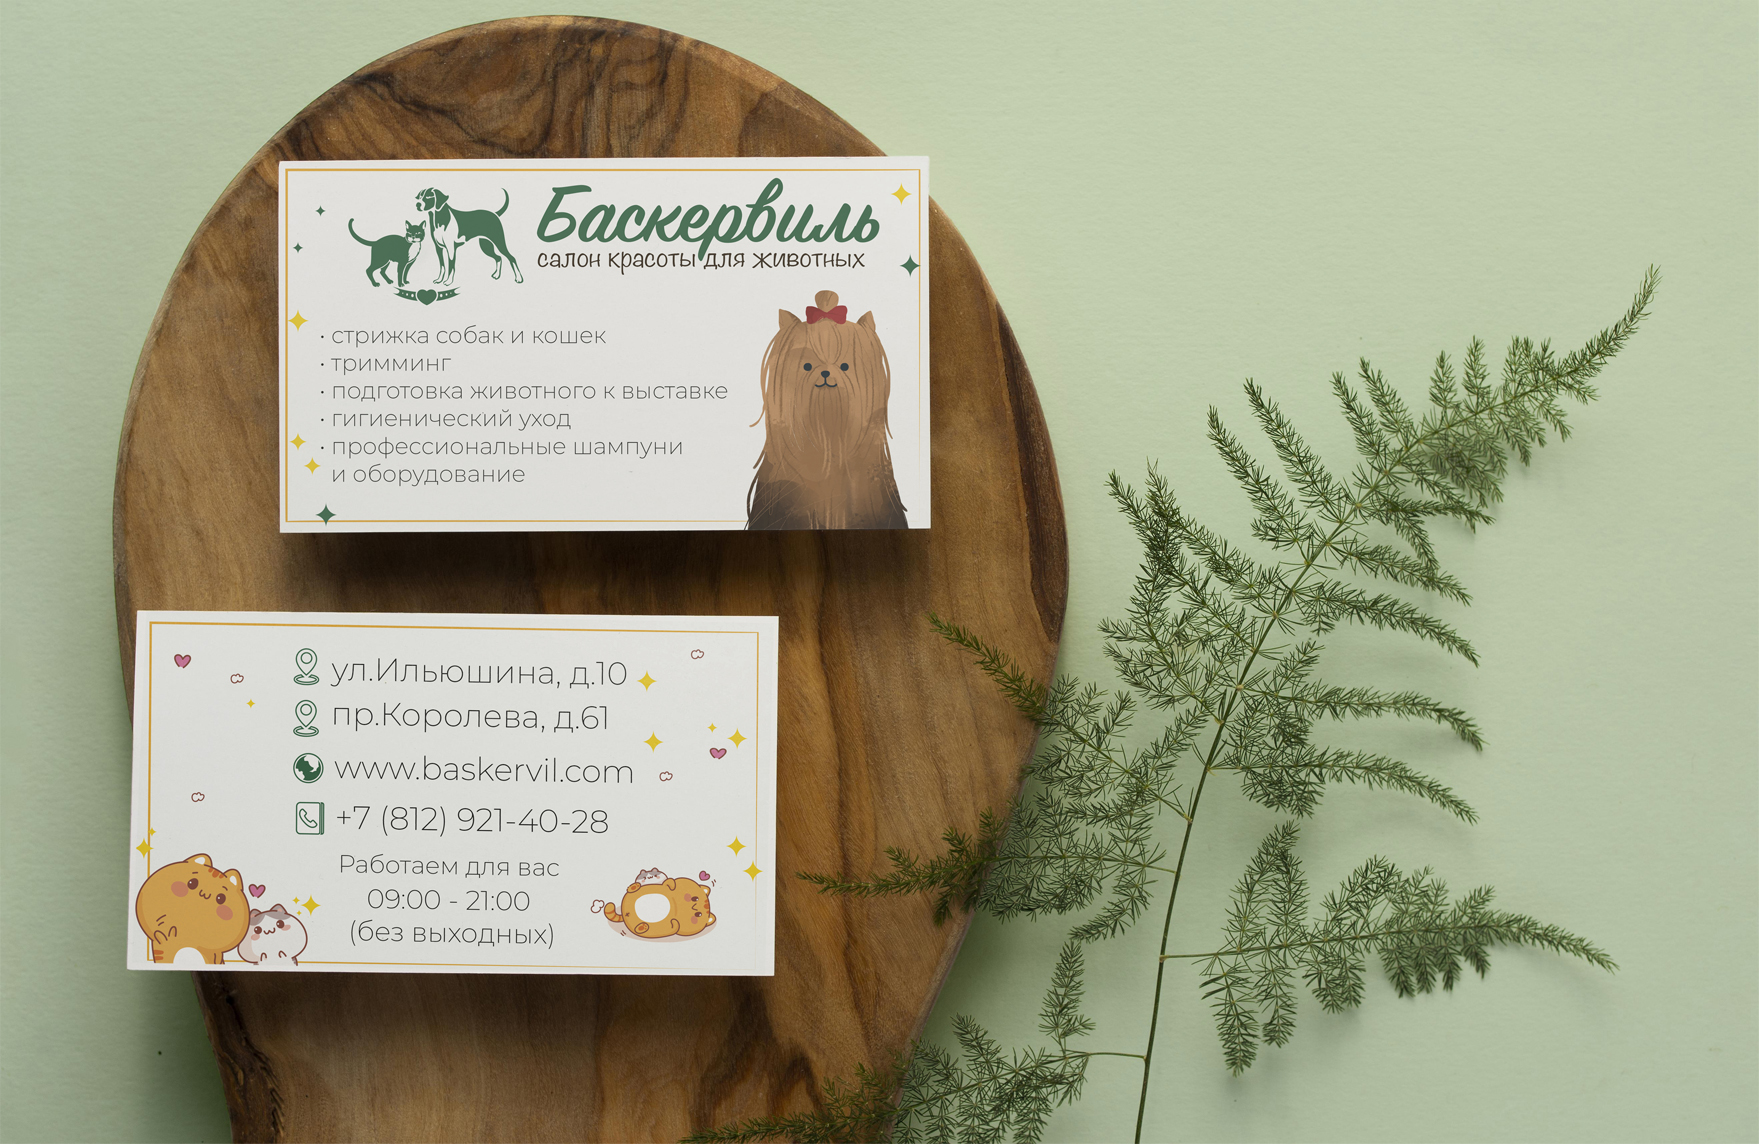 Баскервиль
салон красоты для животных
· стрижка собак и кошек
· тримминг
· подготовка животного к выставке
· гигиенический уход
· профессиональные шампуни
и оборудование
ул.Ильюшина, д.10
пр.Королева, д.61
www.baskervil.com
+7 (812) 921-40-28
Работаем для вас
09:00 - 21:00
(без выходных)